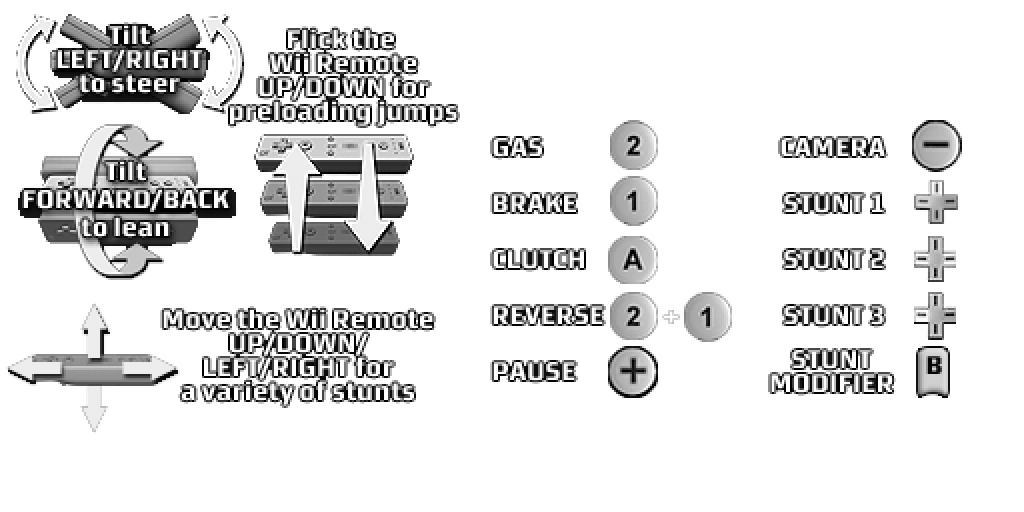 Tilt
LEFT/RIGHT
to steer
Flick the
Wii Remote
UP/DOWN for
preloading jumps
Tilt
FORWARD/BACK
to lean
Move the Wii Remote
UP/DOWN/
LEFT/RIGHT for
a variety of stunts
GAS 2
BRAKE 1
CLUTCH A
REVERSE 2 + 1
PAUSE +
CAMERA −
STUNT 1
STUNT 2
STUNT 3
STUNT
MODIFIER B